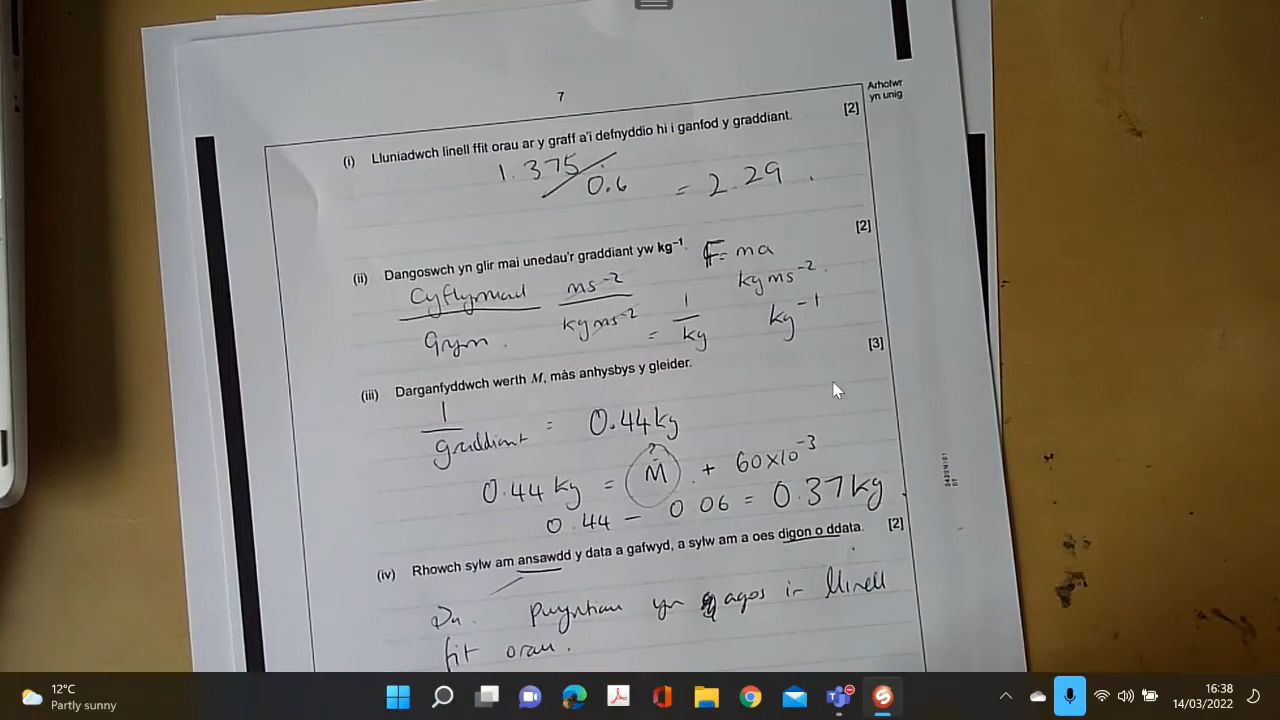 7
Arholwr
yn unig
(i) Lluniadwch linell ffit orau ar y graff a'i defnyddio hi i ganfod y graddiant. [2]
1.375/0.6 = 2.29.
(ii) Dangoswch yn glir mai unedau'r graddiant yw kg⁻¹. [2]
F = ma
Cyflymiad ms⁻² kgms⁻².
Grym. kgms⁻² = 1/kg kg⁻¹
(iii) Darganfyddwch werth M, màs anhysbys y gleider. [3]
1/graddiant = 0.44kg
0.44 kg = M + 60x10⁻³
0.44 - 0.06 = 0.37kg
(iv) Rhowch sylw am ansawdd y data a gafwyd, a sylw am a oes digon o ddata. [2]
Da. Pwyntiau yn agos i'r llinell
fit orau.
12°C
Partly sunny
16:38
14/03/2022